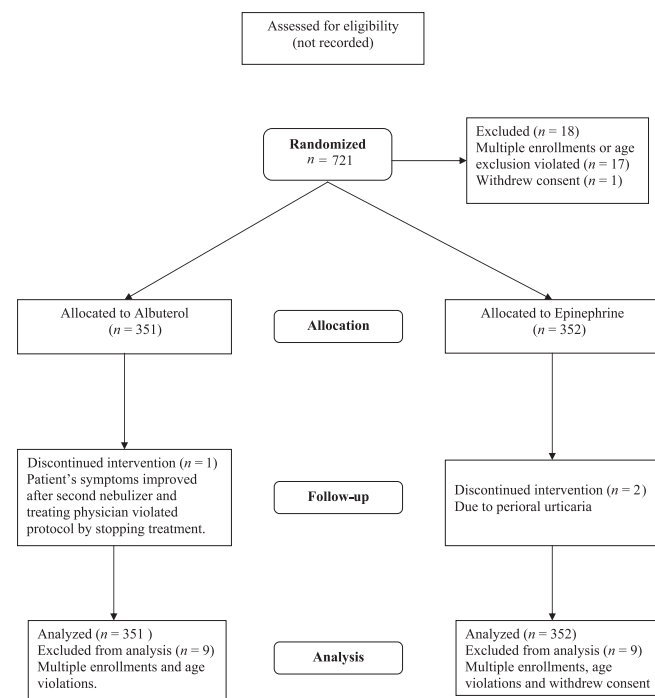 Assessed for eligibility
(not recorded)
Randomized
n = 721
Excluded (n = 18)
Multiple enrollments or age
exclusion violated (n = 17)
Withdrew consent (n = 1)
Allocated to Albuterol
(n = 351)
Allocation
Allocated to Epinephrine
(n = 352)
Discontinued intervention (n = 1)
Patient's symptoms improved
after second nebulizer and
treating physician violated
protocol by stopping treatment.
Follow-up
Discontinued intervention (n = 2)
Due to perioral urticaria
Analyzed (n = 351 )
Excluded from analysis (n = 9)
Multiple enrollments and age
violations.
Analysis
Analyzed (n = 352)
Excluded from analysis (n = 9)
Multiple enrollments, age
violations and withdrew consent